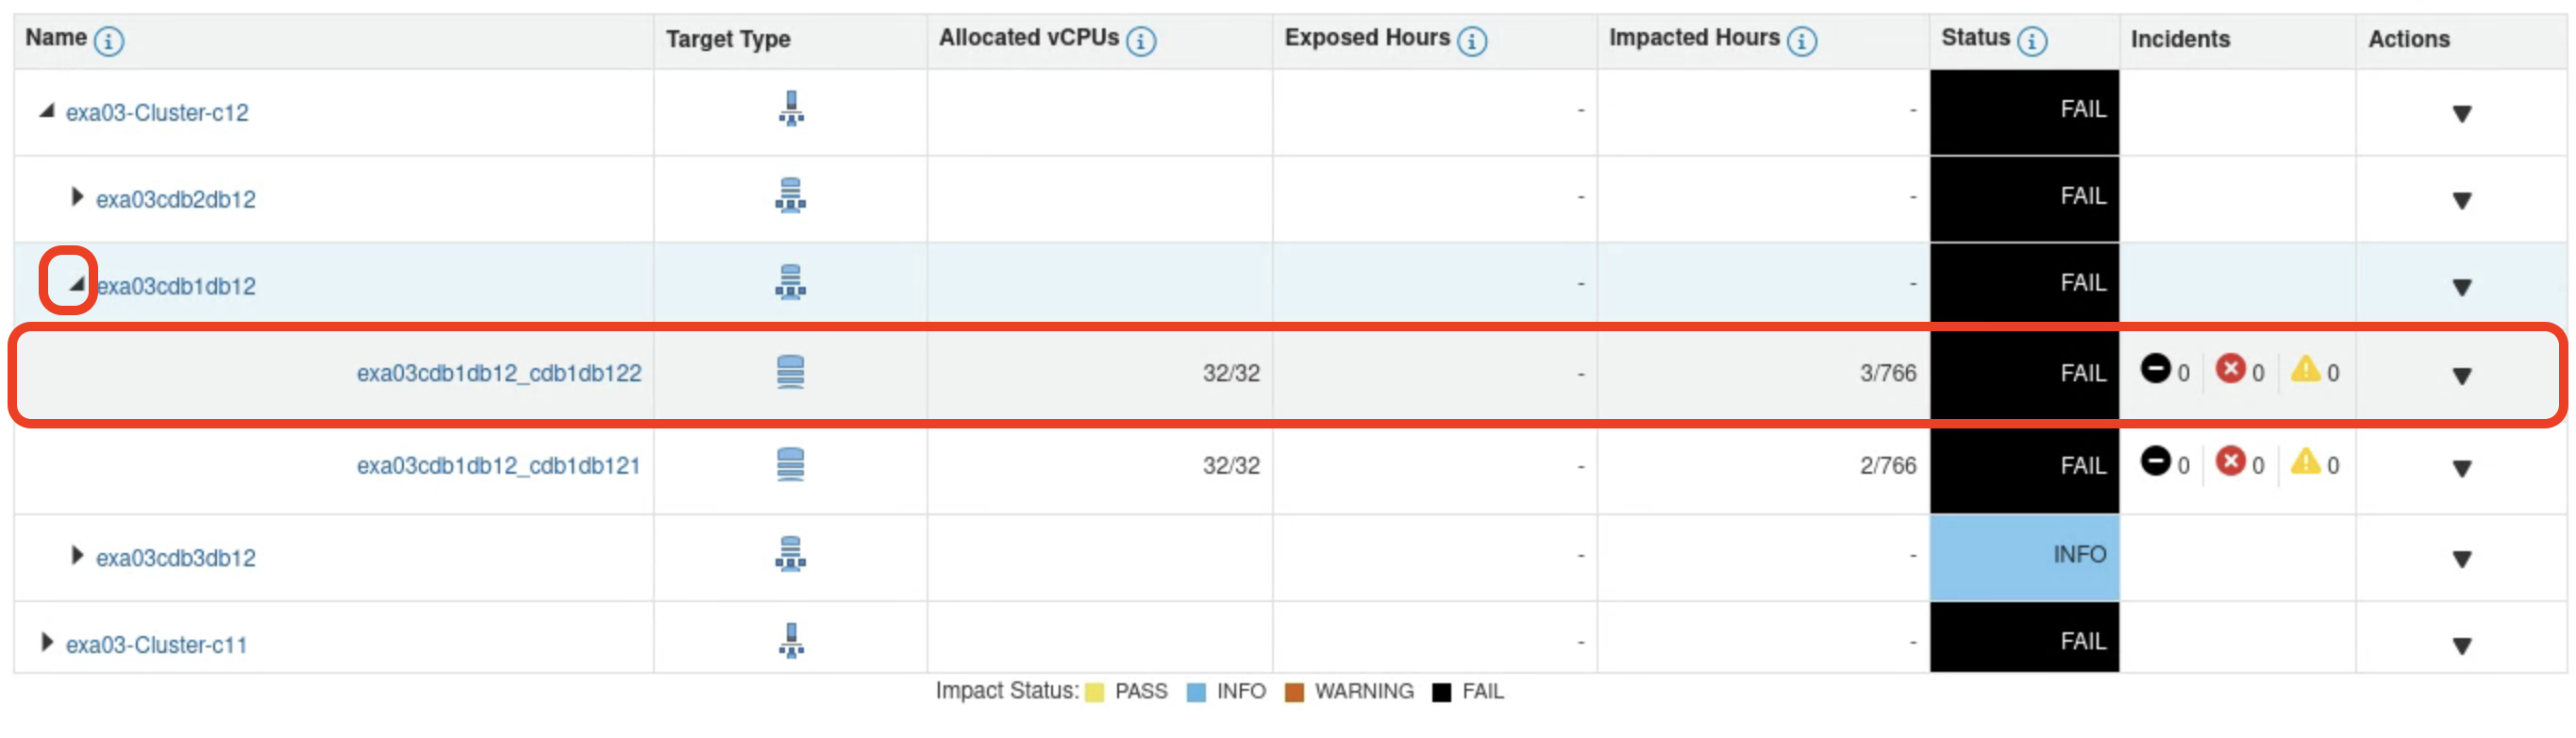 Name Target Type Allocated vCPUs Exposed Hours Impacted Hours Status Incidents Actions
exa03-Cluster-c12 - - FAIL
exa03cdb2db12 - - FAIL
exa03cdb1db12 - - FAIL
exa03cdb1db12_cdb1db122 32/32 - 3/766 FAIL 0 0 0
exa03cdb1db12_cdb1db121 32/32 - 2/766 FAIL 0 0 0
exa03cdb3db12 - - INFO
exa03-Cluster-c11 - - FAIL
Impact Status: PASS INFO WARNING FAIL